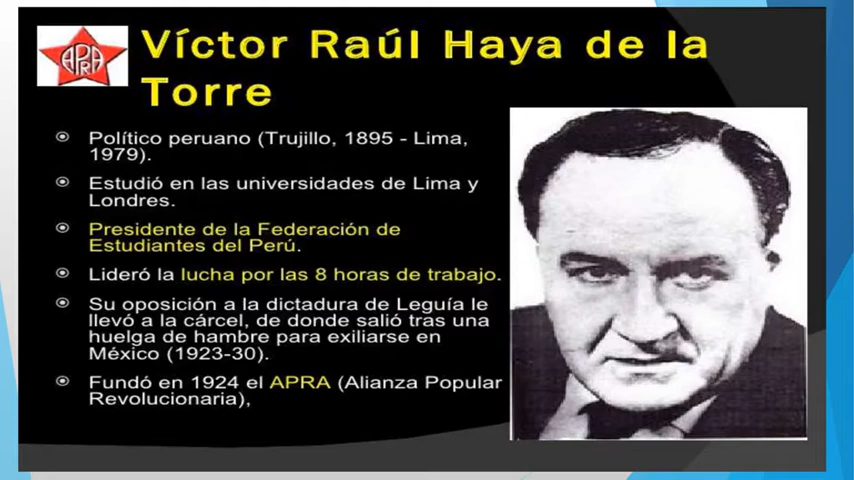 APRA
Víctor Raúl Haya de la
Torre
Político peruano (Trujillo, 1895 - Lima,
1979).
Estudió en las universidades de Lima y
Londres.
Presidente de la Federación de
Estudiantes del Perú.
Lideró la lucha por las 8 horas de trabajo.
Su oposición a la dictadura de Leguía le
llevó a la cárcel, de donde salió tras una
huelga de hambre para exiliarse en
México (1923-30).
Fundó en 1924 el APRA (Alianza Popular
Revolucionaria),